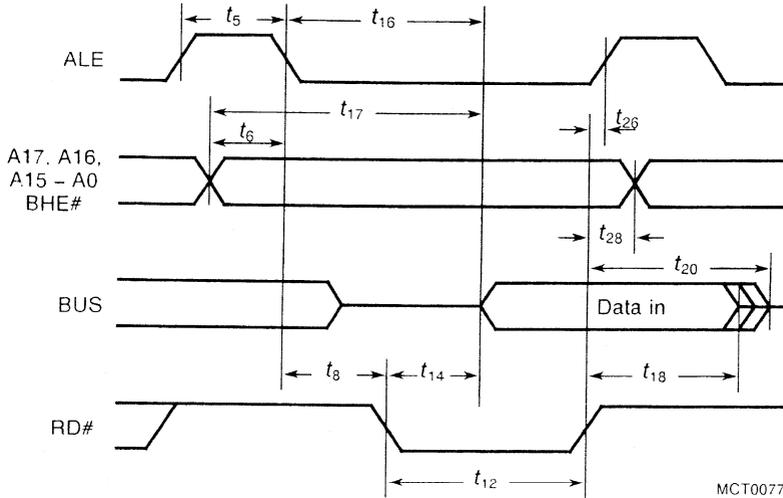 t5
t16
ALE
t17
t26
t6
A17, A16,
A15 – A0
BHE#
t28
t20
BUS
Data in
t8
t14
t18
RD#
t12
MCT0077